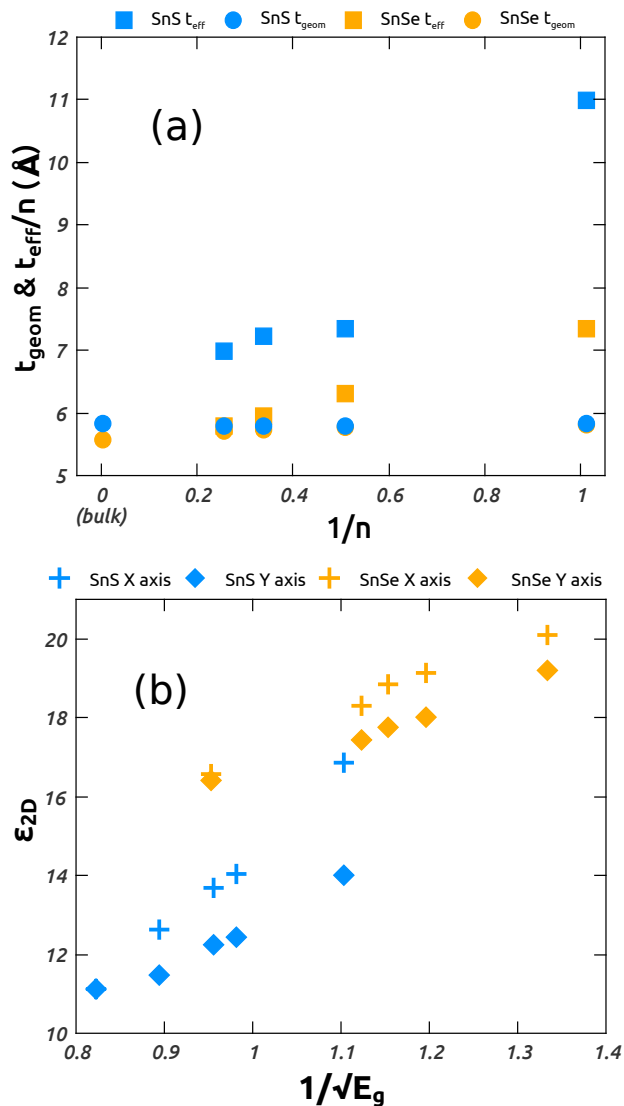 SnS t_eff SnS t_geom SnSe t_eff SnSe t_geom
12
11
10
9
8
7
6
5
t_geom & t_eff/n (Å)
(a)
0 0.2 0.4 0.6 0.8 1
(bulk)
1/n
SnS X axis SnS Y axis SnSe X axis SnSe Y axis
20
18
16
14
12
10
ε2D
(b)
0.8 0.9 1 1.1 1.2 1.3 1.4
1/√Eg